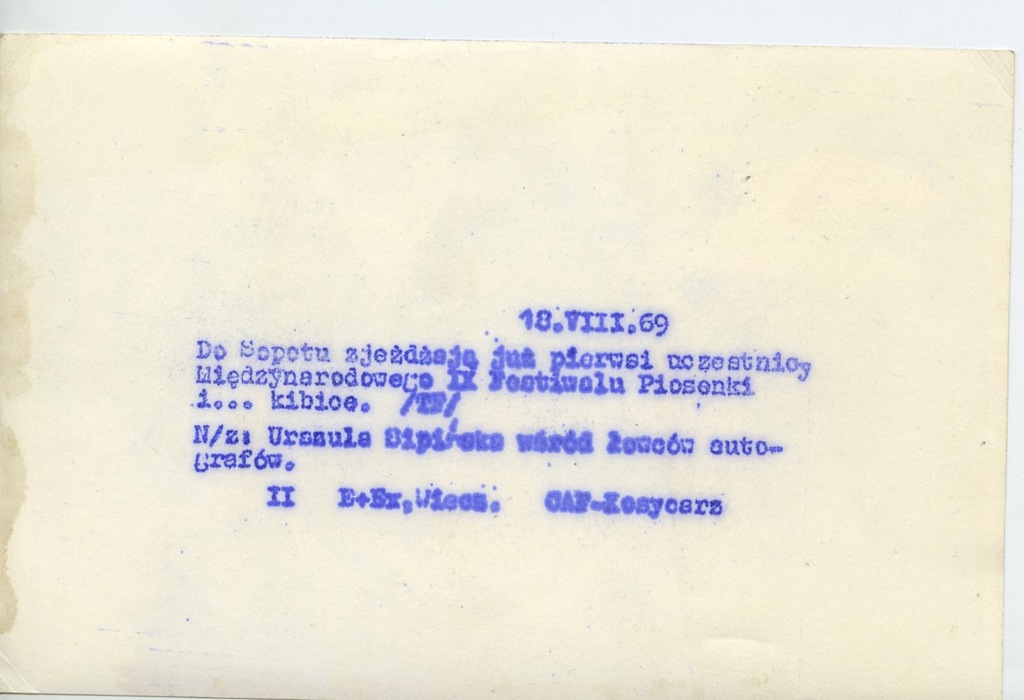 18.VIII.69
Do Sopotu zjeżdżają już pierwsi uczestnicy
Międzynarodowego IX Festiwalu Piosenki
i... kibice. /TF/
N/z: Urszula Sipińska wśród łowców auto-
grafów.
II E+Ex,Wiecz. CAF-Kosycarz